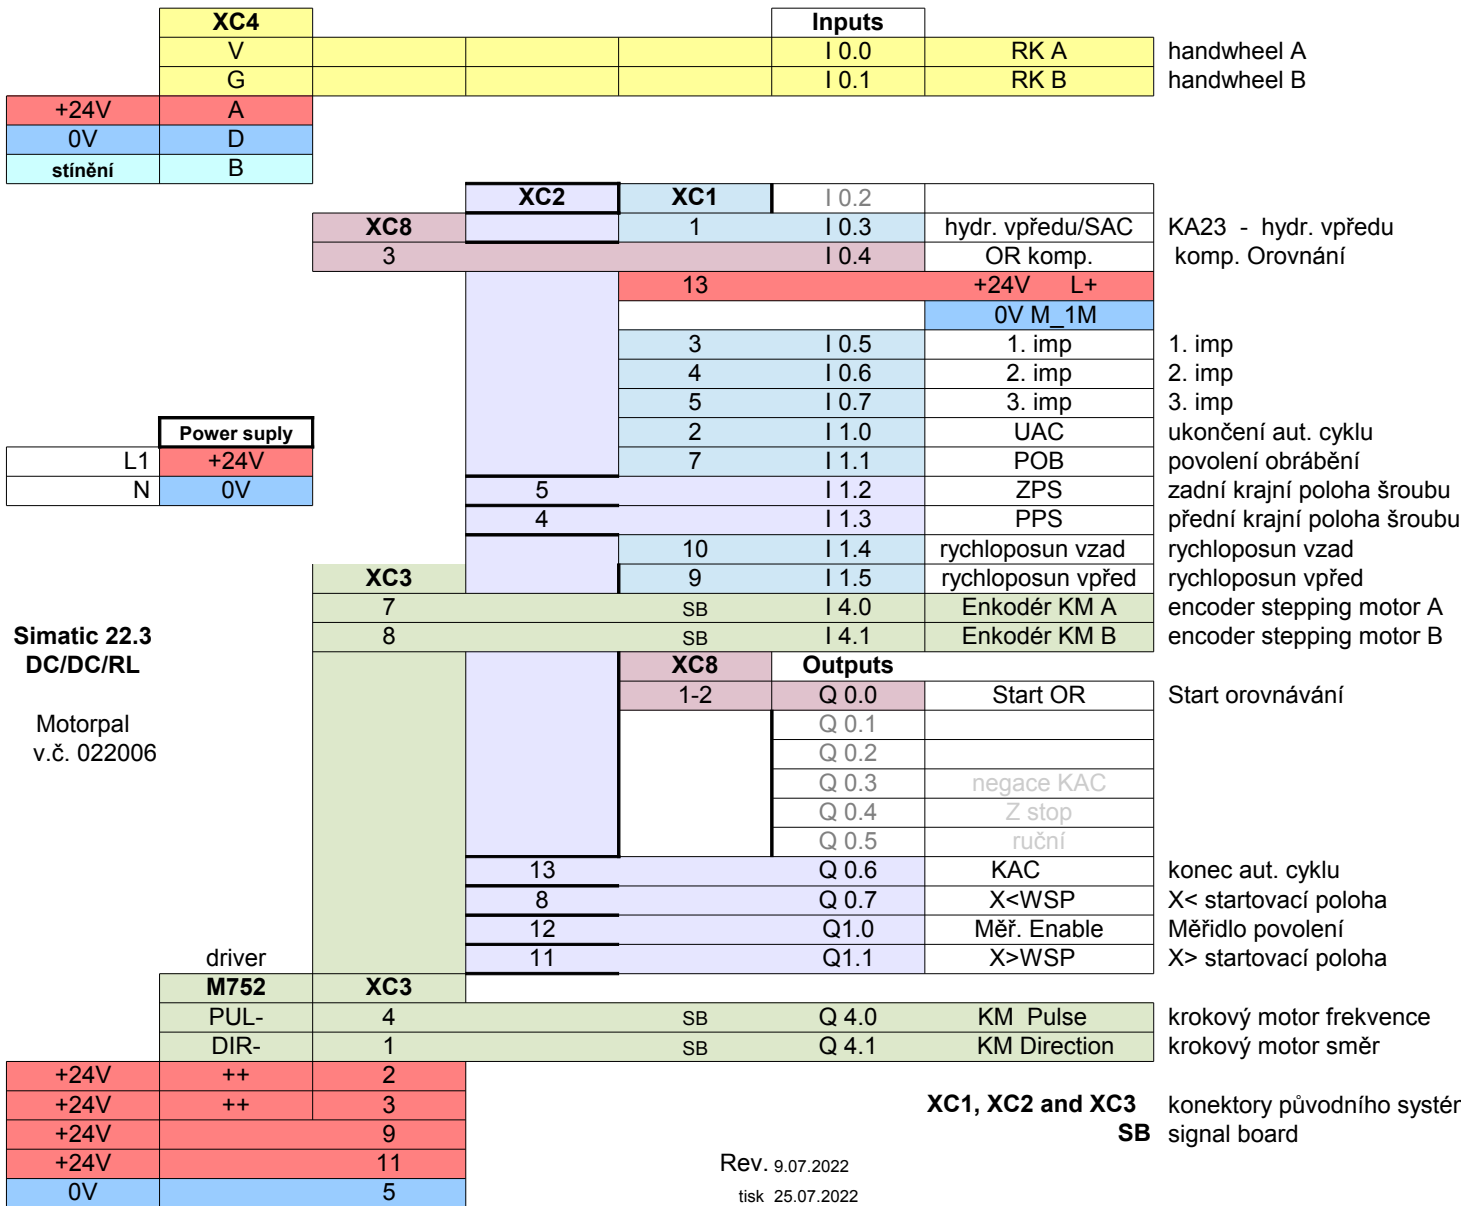 XC4 Inputs
V I 0.0 RK A handwheel A
G I 0.1 RK B handwheel B
+24V A
0V D
stínění B
XC2 XC1 I 0.2
XC8 1 I 0.3 hydr. vpředu/SAC KA23 - hydr. vpředu
3 I 0.4 OR komp. komp. Orovnání
13 +24V L+
0V M_1M
3 I 0.5 1. imp 1. imp
4 I 0.6 2. imp 2. imp
5 I 0.7 3. imp 3. imp
Power suply 2 I 1.0 UAC ukončení aut. cyklu
L1 +24V 7 I 1.1 POB povolení obrábění
N 0V 5 I 1.2 ZPS zadní krajní poloha šroubu
4 I 1.3 PPS přední krajní poloha šroubu
10 I 1.4 rychloposun vzad rychloposun vzad
XC3 9 I 1.5 rychloposun vpřed rychloposun vpřed
7 SB I 4.0 Enkodér KM A encoder stepping motor A
Simatic 22.3 8 SB I 4.1 Enkodér KM B encoder stepping motor B
DC/DC/RL XC8 Outputs
1-2 Q 0.0 Start OR Start orovnávání
Motorpal Q 0.1
v.č. 022006 Q 0.2
Q 0.3 negace KAC
Q 0.4 Z stop
Q 0.5 ruční
13 Q 0.6 KAC konec aut. cyklu
8 Q 0.7 X<WSP X< startovací poloha
12 Q1.0 Měř. Enable Měřidlo povolení
driver 11 Q1.1 X>WSP X> startovací poloha
M752 XC3
PUL- 4 SB Q 4.0 KM Pulse krokový motor frekvence
DIR- 1 SB Q 4.1 KM Direction krokový motor směr
+24V ++ 2
+24V ++ 3 XC1, XC2 and XC3 konektory původního systém
+24V 9 SB signal board
+24V 11 Rev. 9.07.2022
0V 5 tisk 25.07.2022